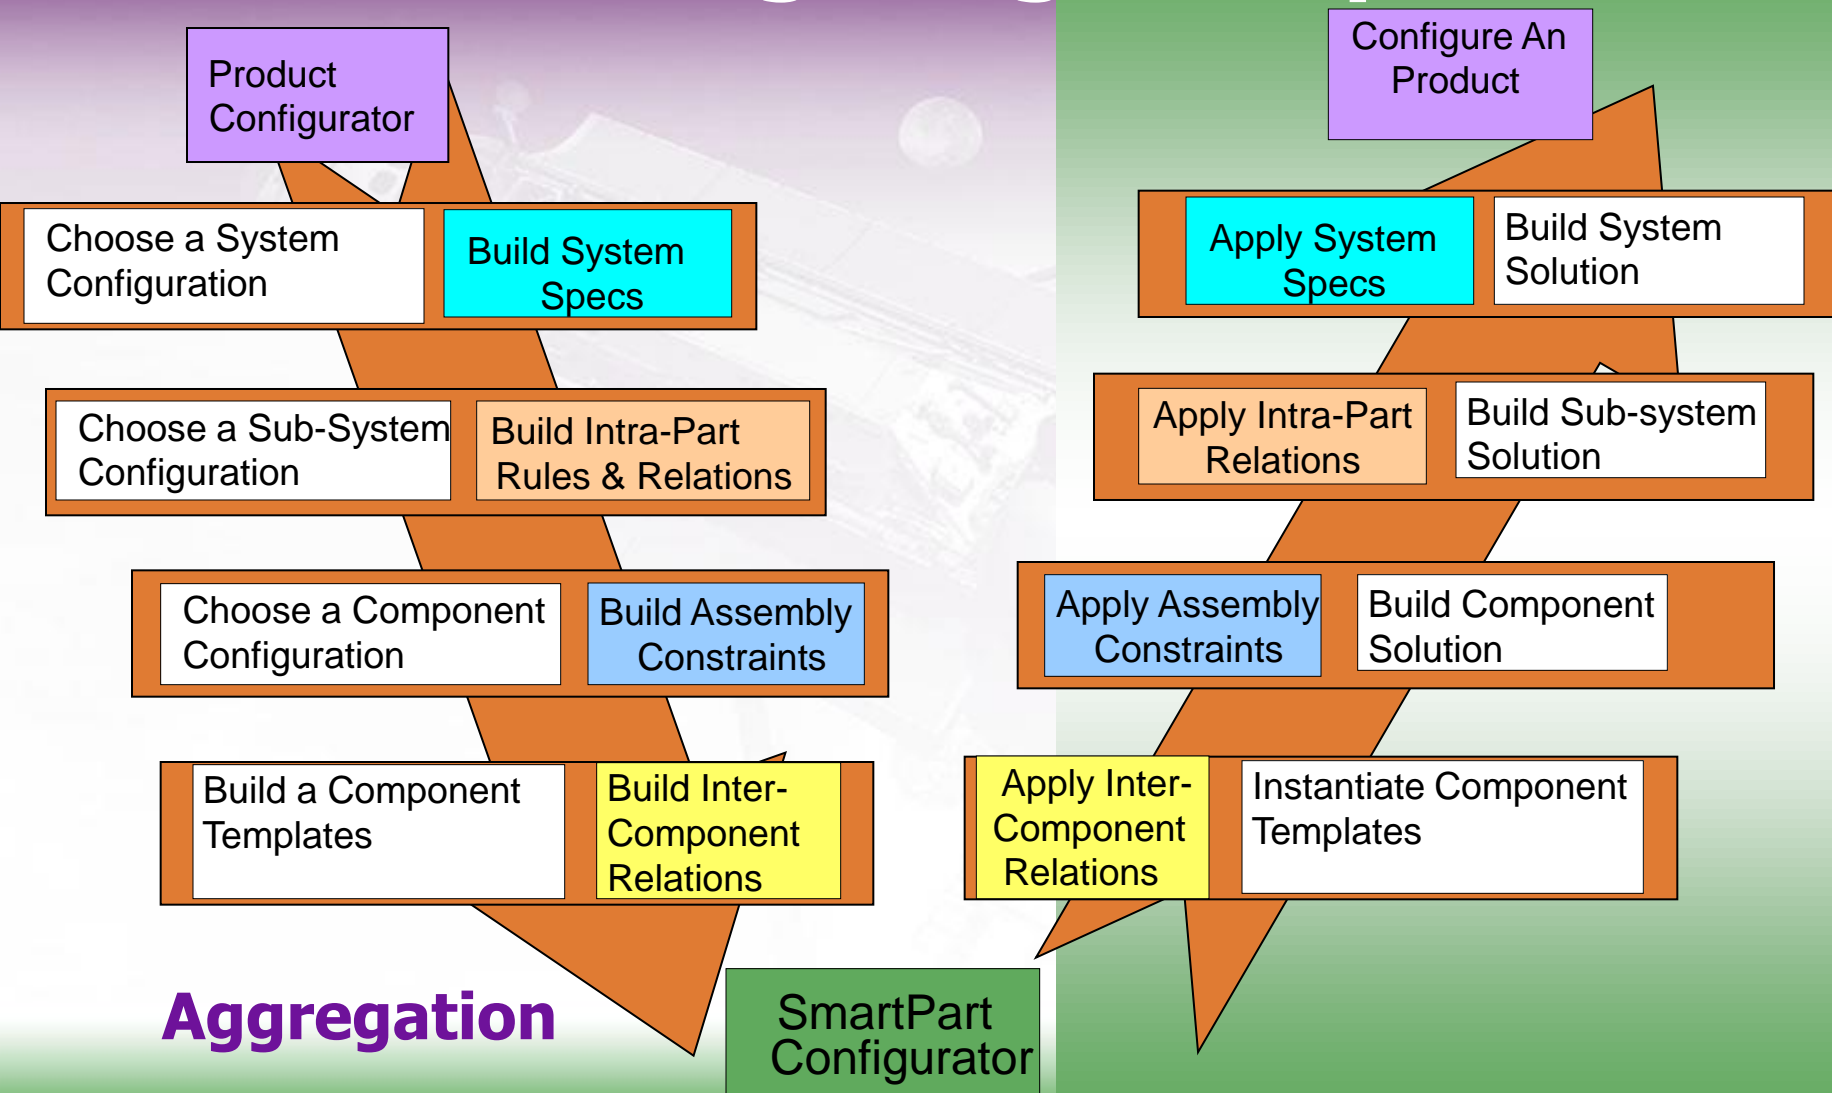 Product
Configurator
Choose a System
Configuration
Build System
Specs
Choose a Sub-System
Configuration
Build Intra-Part
Rules & Relations
Choose a Component
Configuration
Build Assembly
Constraints
Build a Component
Templates
Build Inter-
Component
Relations
Aggregation
SmartPart
Configurator
Configure An
Product
Apply System
Specs
Build System
Solution
Apply Intra-Part
Relations
Build Sub-system
Solution
Apply Assembly
Constraints
Build Component
Solution
Apply Inter-
Component
Relations
Instantiate Component
Templates